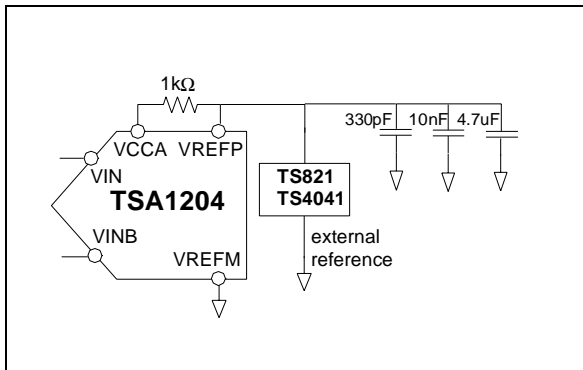 1kΩ
330pF 10nF 4.7uF
VCCA VREFP
VIN
TS821
TS4041
TSA1204
VINB
external
reference
VREFM